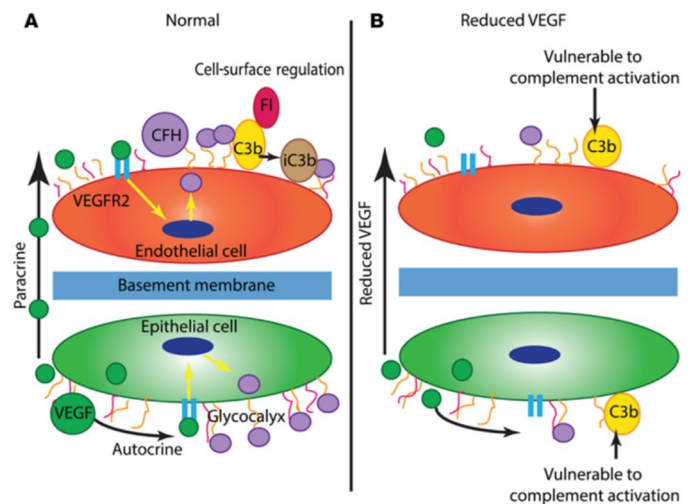 A
Normal
Cell-surface regulation
FI
CFH
C3b
iC3b
VEGFR2
Endothelial cell
Paracrine
Basement membrane
Epithelial cell
VEGF
Glycocalyx
Autocrine
B
Reduced VEGF
Vulnerable to
complement activation
C3b
Reduced VEGF
C3b
Vulnerable to
complement activation